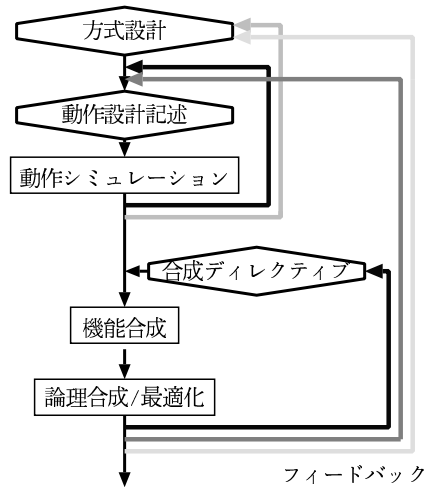 方式設計
動作設計記述
動作シミュレーション
合成ディレクティブ
機能合成
論理合成/最適化
フィードバック